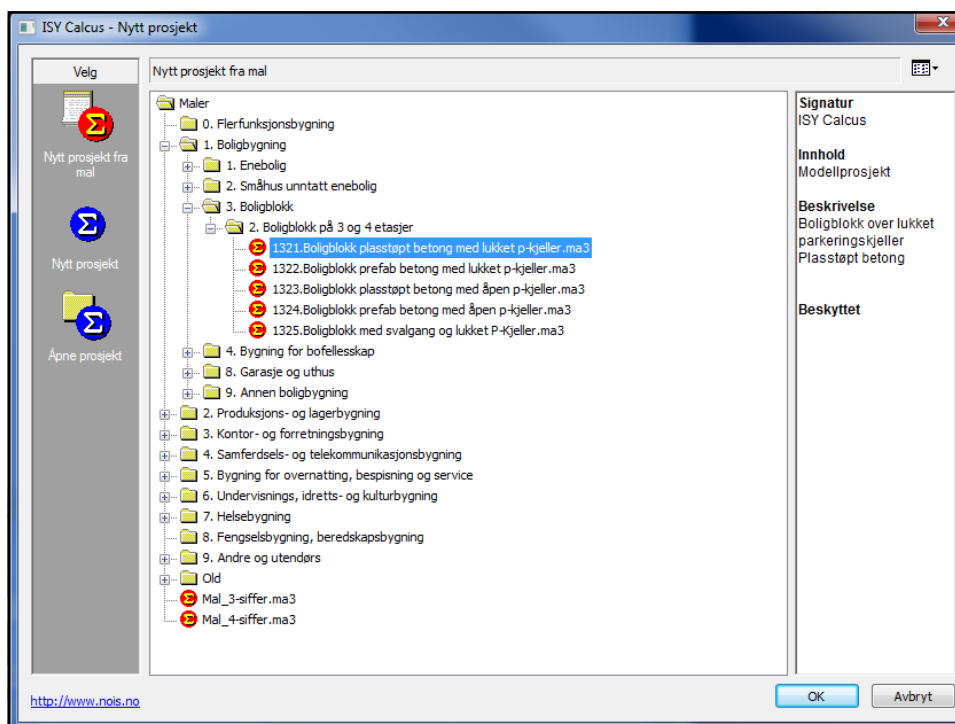 ISY Calcus - Nytt prosjekt
Velg
Nytt prosjekt fra mal
Nytt prosjekt
Åpne prosjekt
Nytt prosjekt fra mal
Maler
0. Flerfunksjonsbygning
1. Boligbygning
1. Enebolig
2. Småhus unntatt enebolig
3. Boligblokk
2. Boligblokk på 3 og 4 etasjer
1321.Boligblokk plasstøpt betong med lukket p-kjeller.ma3
1322.Boligblokk prefab betong med lukket p-kjeller.ma3
1323.Boligblokk plasstøpt betong med åpen p-kjeller.ma3
1324.Boligblokk prefab betong med åpen p-kjeller.ma3
1325.Boligblokk med svalgang og lukket P-Kjeller.ma3
4. Bygning for bofellesskap
8. Garasje og uthus
9. Annen boligbygning
2. Produksjons- og lagerbygning
3. Kontor- og forretningsbygning
4. Samferdsels- og telekommunikasjonsbygning
5. Bygning for overnatting, bespisning og service
6. Undervisnings, idretts- og kulturbygning
7. Helsebygning
8. Fengselsbygning, beredskapsbygning
9. Andre og utendørs
Old
Mal_3-siffer.ma3
Mal_4-siffer.ma3
Signatur
ISY Calcus
Innhold
Modellprosjekt
Beskrivelse
Boligblokk over lukket
parkeringskjeller
Plasstøpt betong
Beskyttet
http://www.nois.no
OK
Avbryt